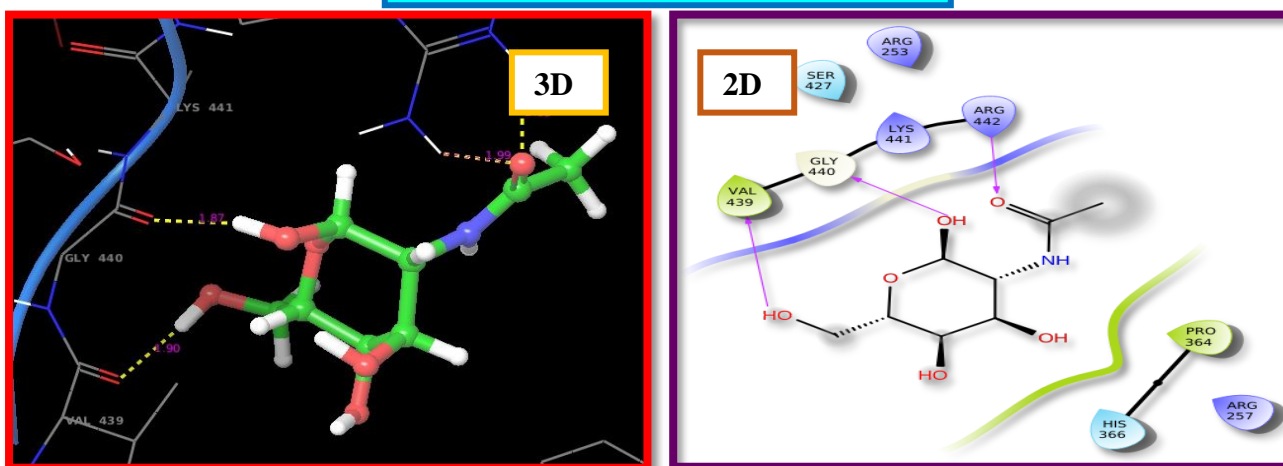 3D
LYS 441
1.99
1.87
GLY 440
1.90
VAL 439
2D
ARG
253
SER
427
ARG
442
LYS
441
GLY
440
VAL
439
O
OH
NH
O
HO
OH
HO
PRO
364
ARG
257
HIS
366